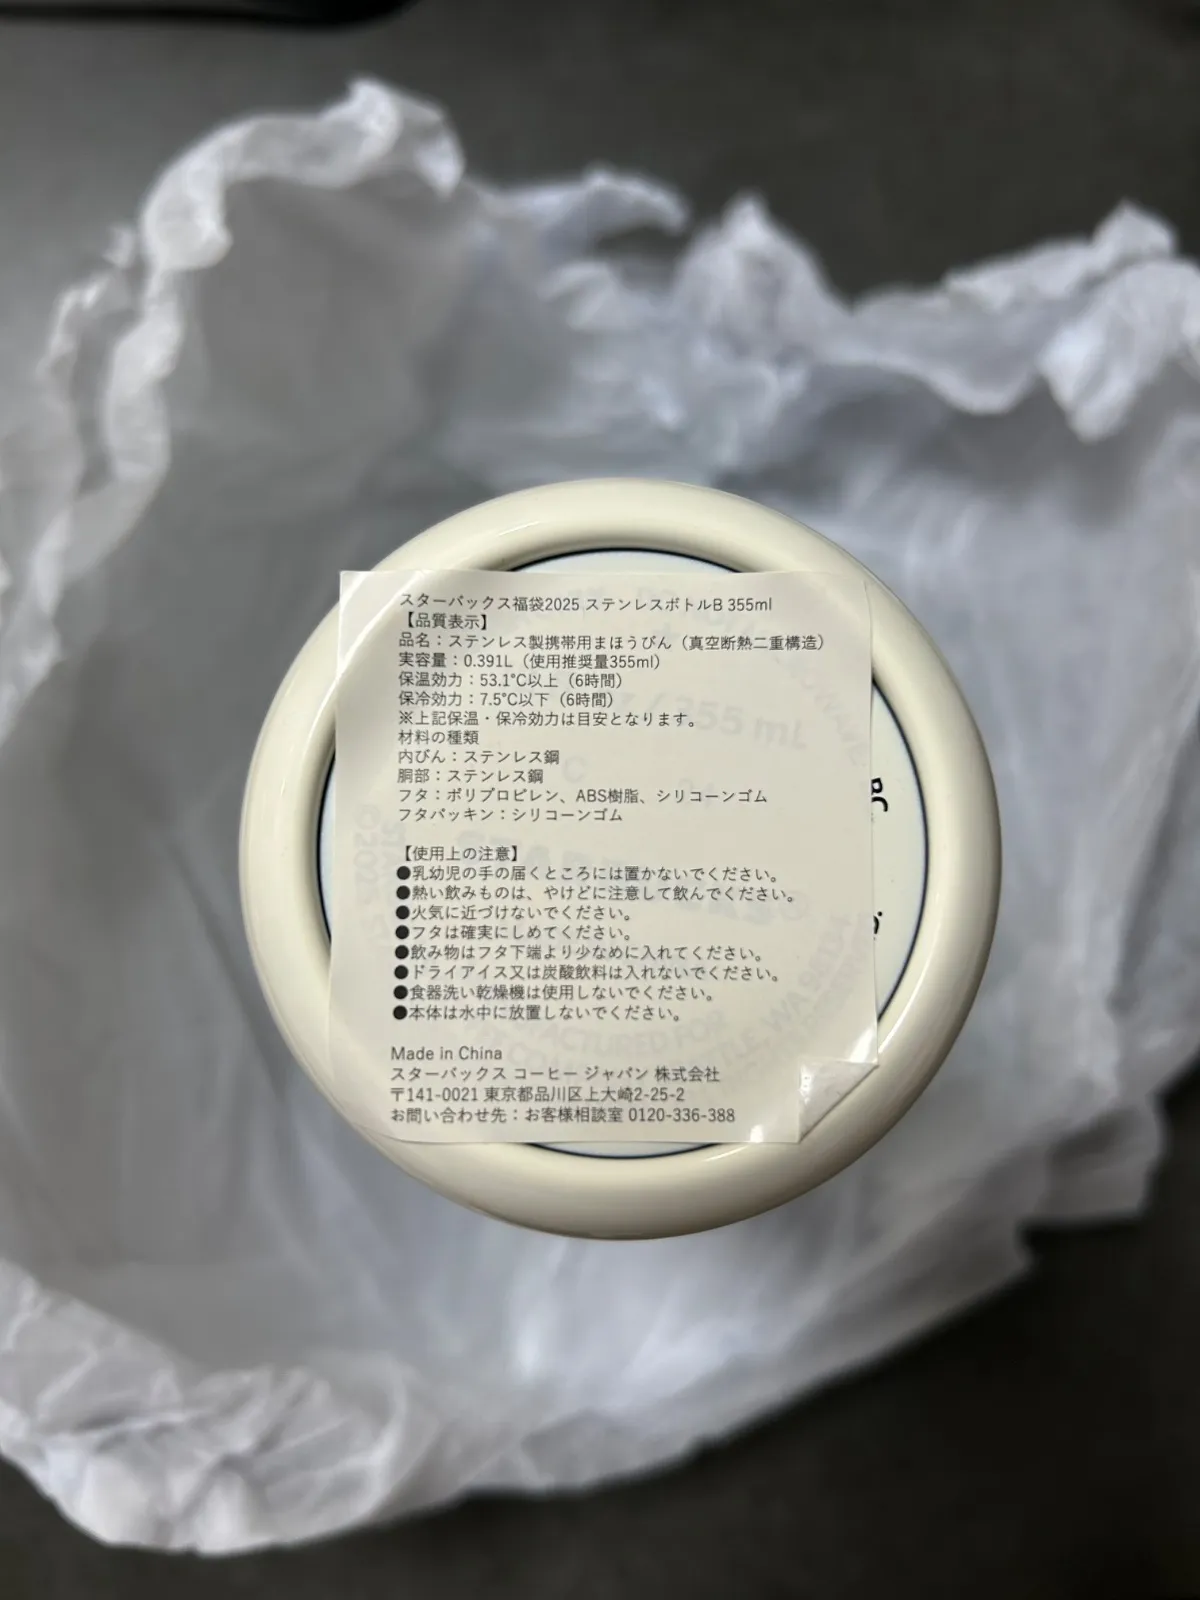 スターバックス福袋2025 ステンレスボトルB 355ml
【品質表示】
品名：ステンレス製携帯用まほうびん（真空断熱二重構造）
実容量：0.391L（使用推奨量355ml）
保温効力：53.1℃以上（6時間）
保冷効力：7.5℃以下（6時間）
※上記保温・保冷効力は目安となります。
材料の種類
内びん：ステンレス鋼
胴部：ステンレス鋼
フタ：ポリプロピレン、ABS樹脂、シリコーンゴム
フタパッキン：シリコーンゴム
【使用上の注意】
●乳幼児の手の届くところには置かないでください。
●熱い飲みものは、やけどに注意して飲んでください。
●火気に近づけないでください。
●フタは確実にしめてください。
●飲み物はフタ下端より少なめに入れてください。
●ドライアイス又は炭酸飲料は入れないでください。
●食器洗い乾燥機は使用しないでください。
●本体は水中に放置しないでください。
Made in China
スターバックス コーヒー ジャパン 株式会社
〒141-0021 東京都品川区上大崎2-25-2
お問い合わせ先：お客様相談室 0120-336-388
355 ml